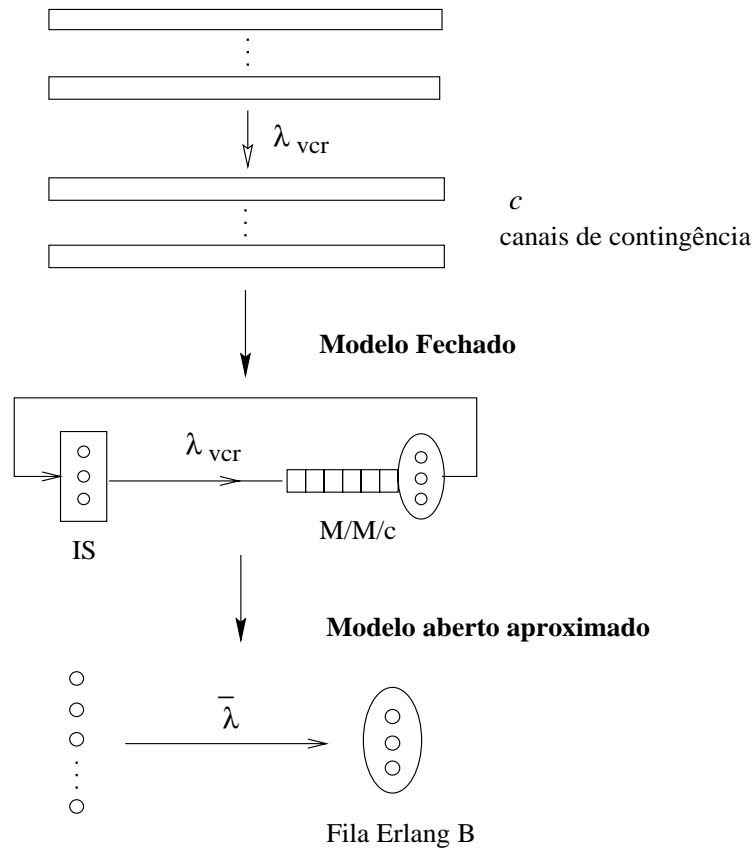 λ vcr
c
canais de contingência
Modelo Fechado
λ vcr
M/M/c
IS
Modelo aberto aproximado
λ̄
Fila Erlang B